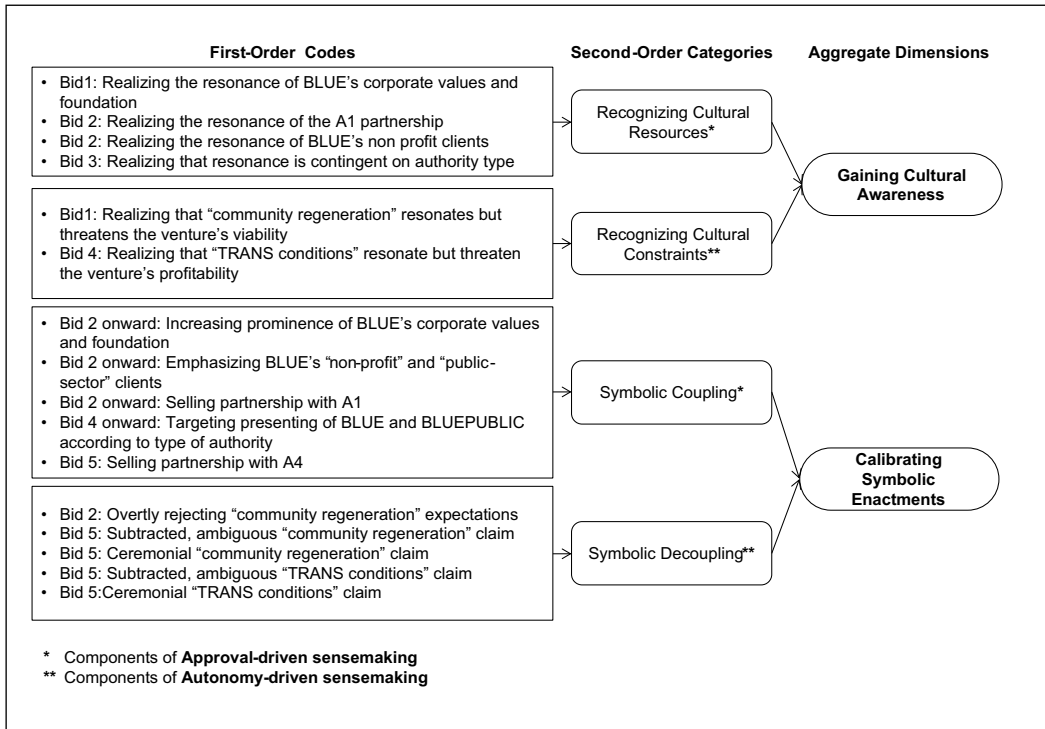 First-Order Codes
Second-Order Categories
Aggregate Dimensions
• Bid1: Realizing the resonance of BLUE's corporate values and
foundation
• Bid 2: Realizing the resonance of the A1 partnership
• Bid 2: Realizing the resonance of BLUE's non profit clients
• Bid 3: Realizing that resonance is contingent on authority type
Recognizing Cultural
Resources*
Gaining Cultural
Awareness
• Bid1: Realizing that “community regeneration” resonates but
threatens the venture's viability
• Bid 4: Realizing that “TRANS conditions” resonate but threaten
the venture's profitability
Recognizing Cultural
Constraints**
• Bid 2 onward: Increasing prominence of BLUE's corporate values
and foundation
• Bid 2 onward: Emphasizing BLUE's “non-profit” and “public-
sector” clients
• Bid 2 onward: Selling partnership with A1
• Bid 4 onward: Targeting presenting of BLUE and BLUEPUBLIC
according to type of authority
• Bid 5: Selling partnership with A4
Symbolic Coupling*
Calibrating
Symbolic
Enactments
• Bid 2: Overtly rejecting “community regeneration” expectations
• Bid 5: Subtracted, ambiguous “community regeneration” claim
• Bid 5: Ceremonial “community regeneration” claim
• Bid 5: Subtracted, ambiguous “TRANS conditions” claim
• Bid 5:Ceremonial “TRANS conditions” claim
Symbolic Decoupling**
* Components of Approval-driven sensemaking
** Components of Autonomy-driven sensemaking